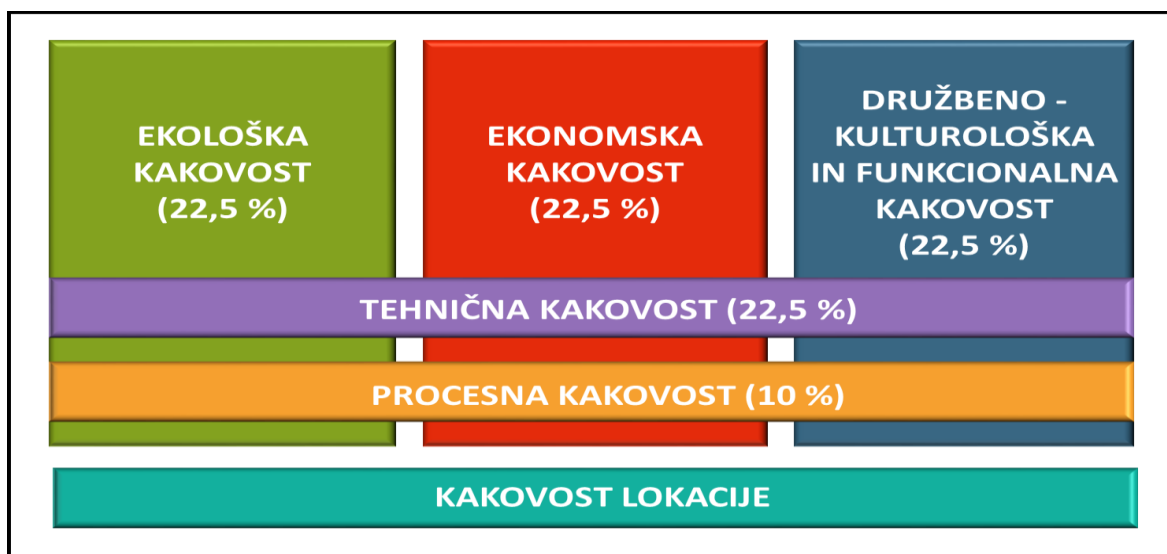 EKOLOŠKA
KAKOVOST
(22,5 %)
EKONOMSKA
KAKOVOST
(22,5 %)
DRUŽBENO -
KULTUROLOŠKA
IN FUNKCIONALNA
KAKOVOST
(22,5 %)
TEHNIČNA KAKOVOST (22,5 %)
PROCESNA KAKOVOST (10 %)
KAKOVOST LOKACIJE